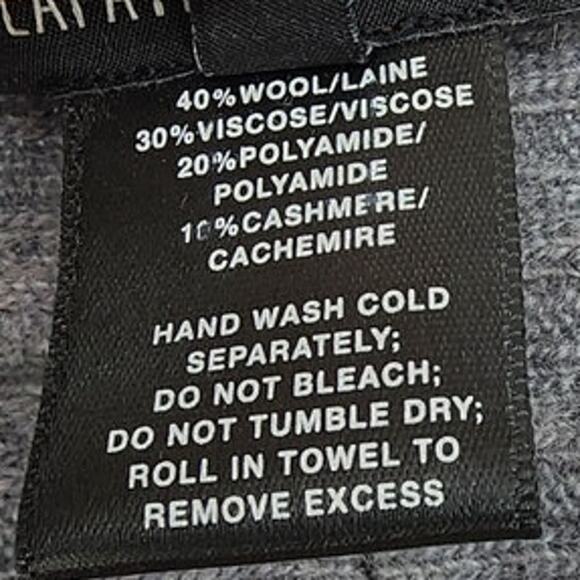 40%WOOL/LAINE
30%VISCOSE/VISCOSE
20%POLYAMIDE/
POLYAMIDE
10%CASHMERE/
CACHEMIRE
HAND WASH COLD
SEPARATELY;
DO NOT BLEACH;
DO NOT TUMBLE DRY;
ROLL IN TOWEL TO
REMOVE EXCESS